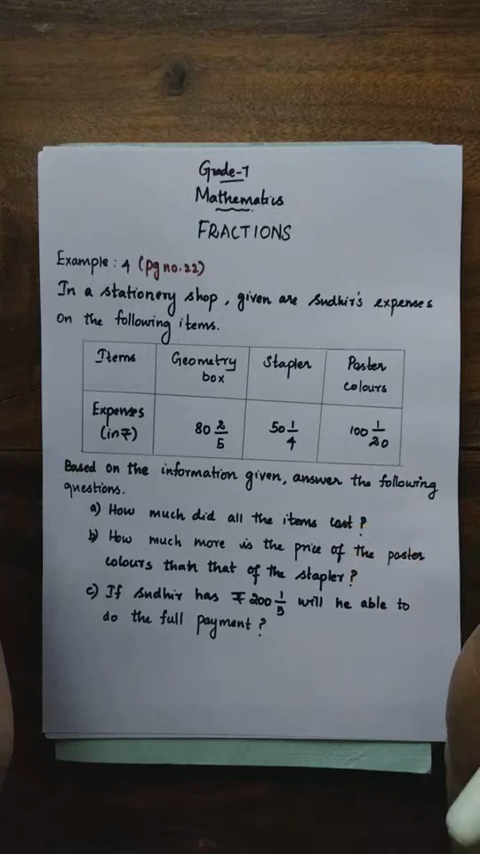 Grade-7
Mathematics
FRACTIONS
Example: 4 (pg no.22)
In a stationery shop, given are Sudhir's expenses
on the following items.
Items Geometry box Stapler Poster colours
Expenses (in ₹) 80 2/5 50 1/4 100 1/20
Based on the information given, answer the following
questions.
a) How much did all the items cost?
b) How much more is the price of the poster
colours than that of the stapler?
c) If Sudhir has ₹ 200 1/5 will he able to
do the full payment?